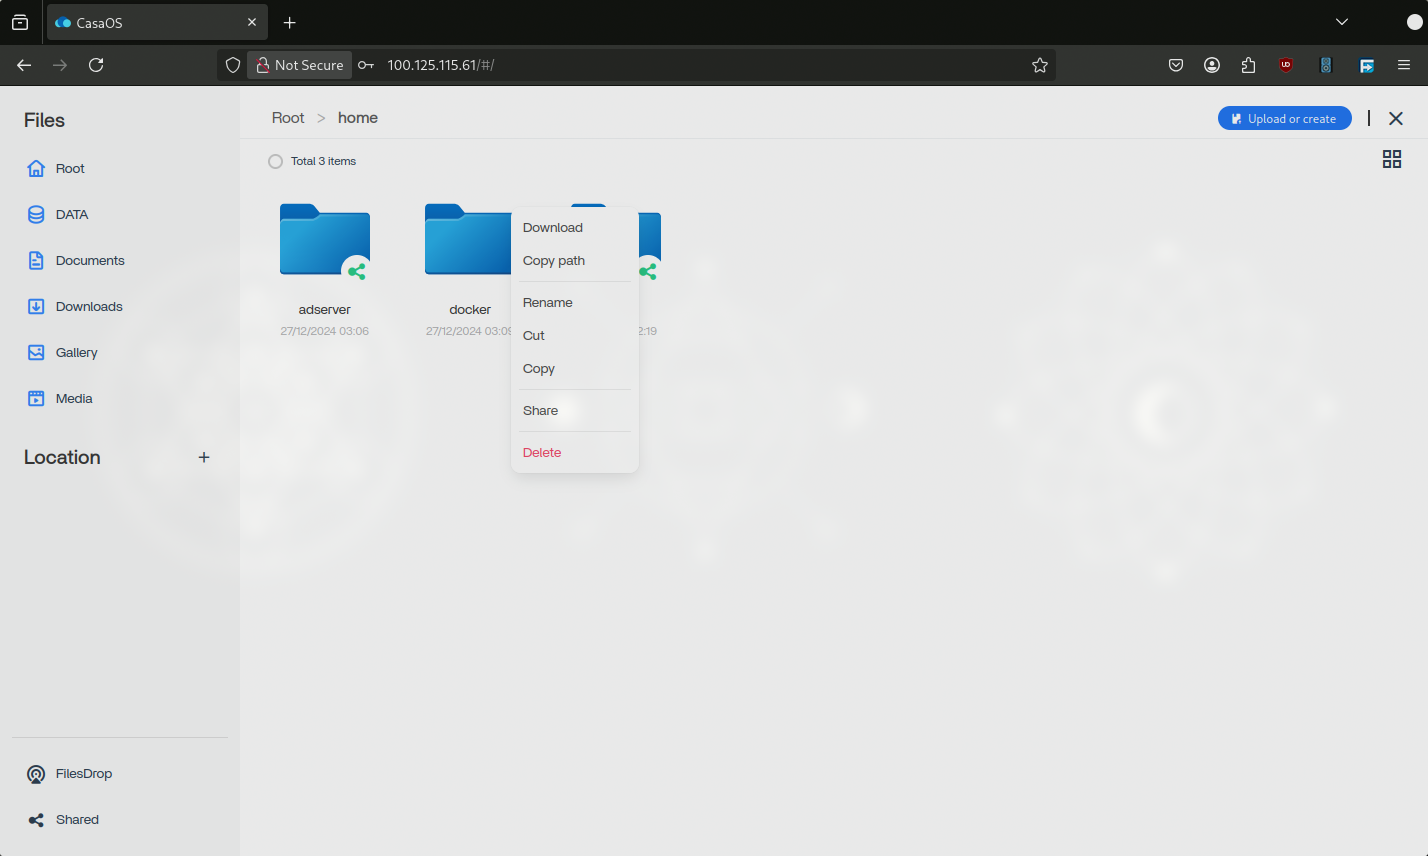 CasaOS
Not Secure
100.125.115.61/#/
Files
Root
DATA
Documents
Downloads
Gallery
Media
Location
FilesDrop
Shared
Root > home
Upload or create
Total 3 items
adserver
27/12/2024 03:06
docker
27/12/2024 03:09
2:19
Download
Copy path
Rename
Cut
Copy
Share
Delete